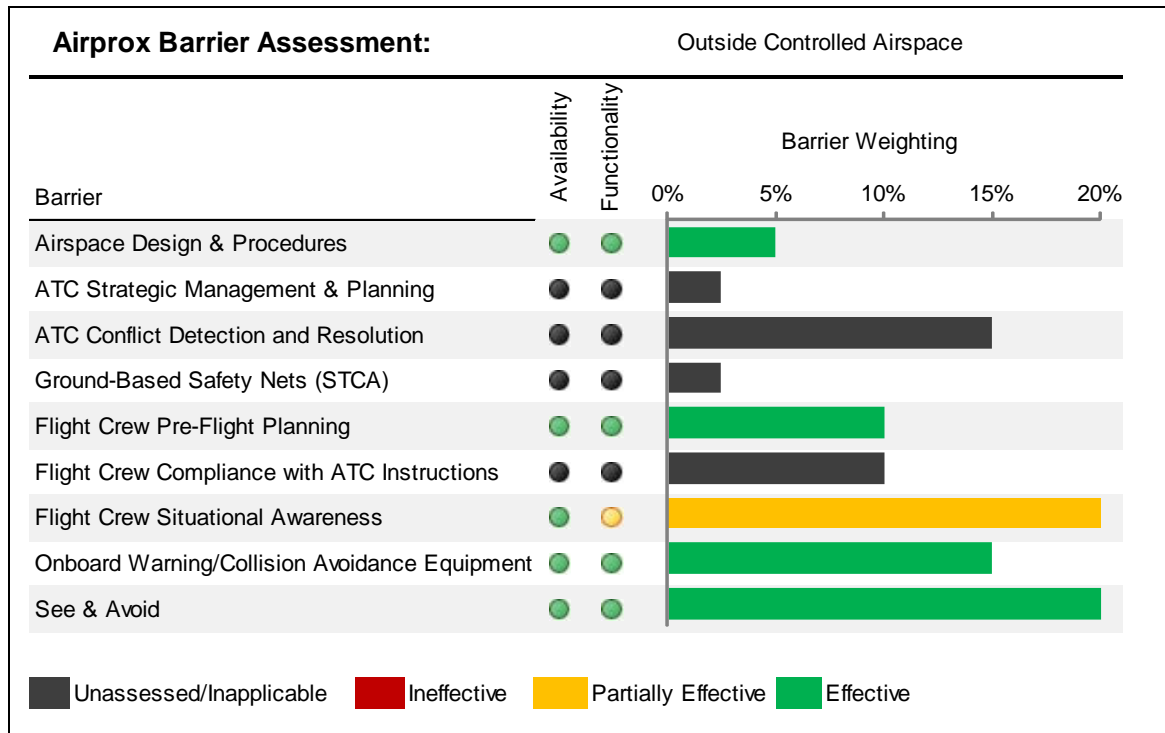 Airprox Barrier Assessment: Outside Controlled Airspace
Availability
Functionality
Barrier Weighting
Barrier
0% 5% 10% 15% 20%
Airspace Design & Procedures
ATC Strategic Management & Planning
ATC Conflict Detection and Resolution
Ground-Based Safety Nets (STCA)
Flight Crew Pre-Flight Planning
Flight Crew Compliance with ATC Instructions
Flight Crew Situational Awareness
Onboard Warning/Collision Avoidance Equipment
See & Avoid
Unassessed/Inapplicable Ineffective Partially Effective Effective